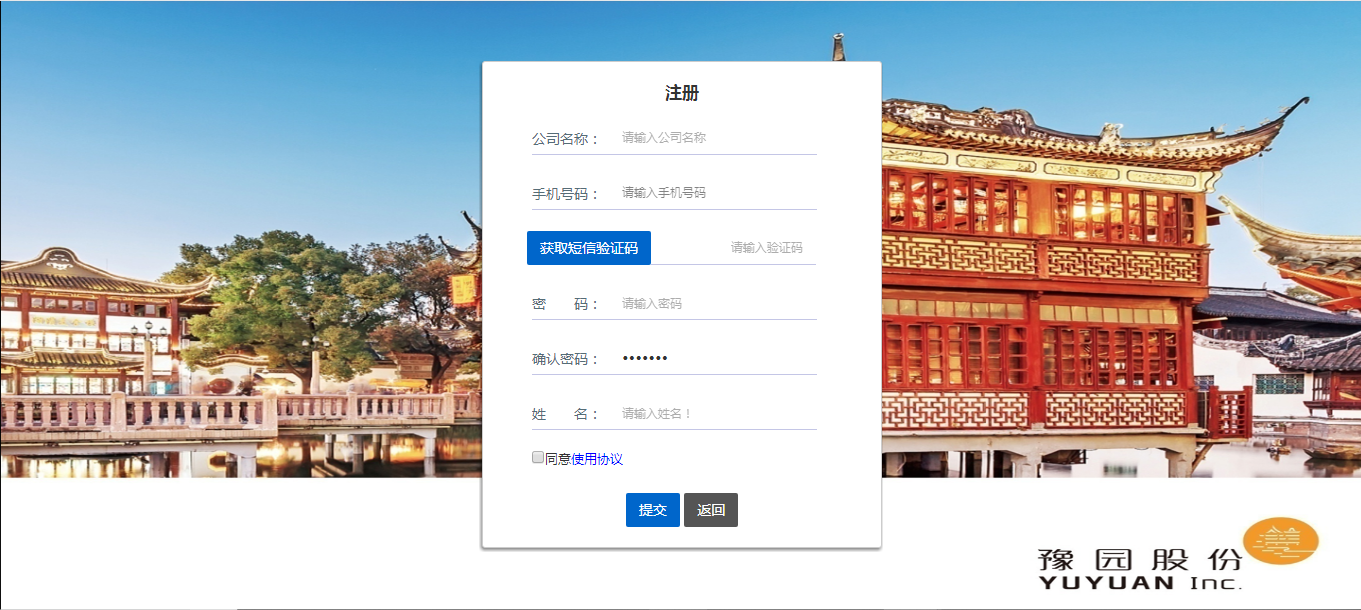 注册
公司名称： 请输入公司名称
手机号码： 请输入手机号码
获取短信验证码 请输入验证码
密　　码： 请输入密码
确认密码： •••••••
姓　　名： 请输入姓名！
同意使用协议
提交 返回
豫园股份
YUYUAN Inc.